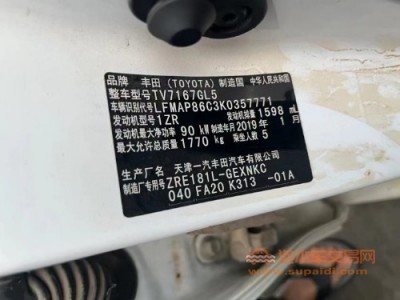 品牌 丰田 (TOYOTA) 制造国 中华人民共和国
整车型号TV7167GL5
车辆识别代号LFMAP86C3K0357771
发动机型号1ZR 发动机排量1598 mL
发动机最大净功率 90 kW 制造年月 2019 年 1 月
最大允许总质量 1770 kg 乘坐人数 5
天津一汽丰田汽车有限公司
制造厂专用号ZRE181L-GEXNKC
040 FA20 K313 -01A
www.supaidi.com